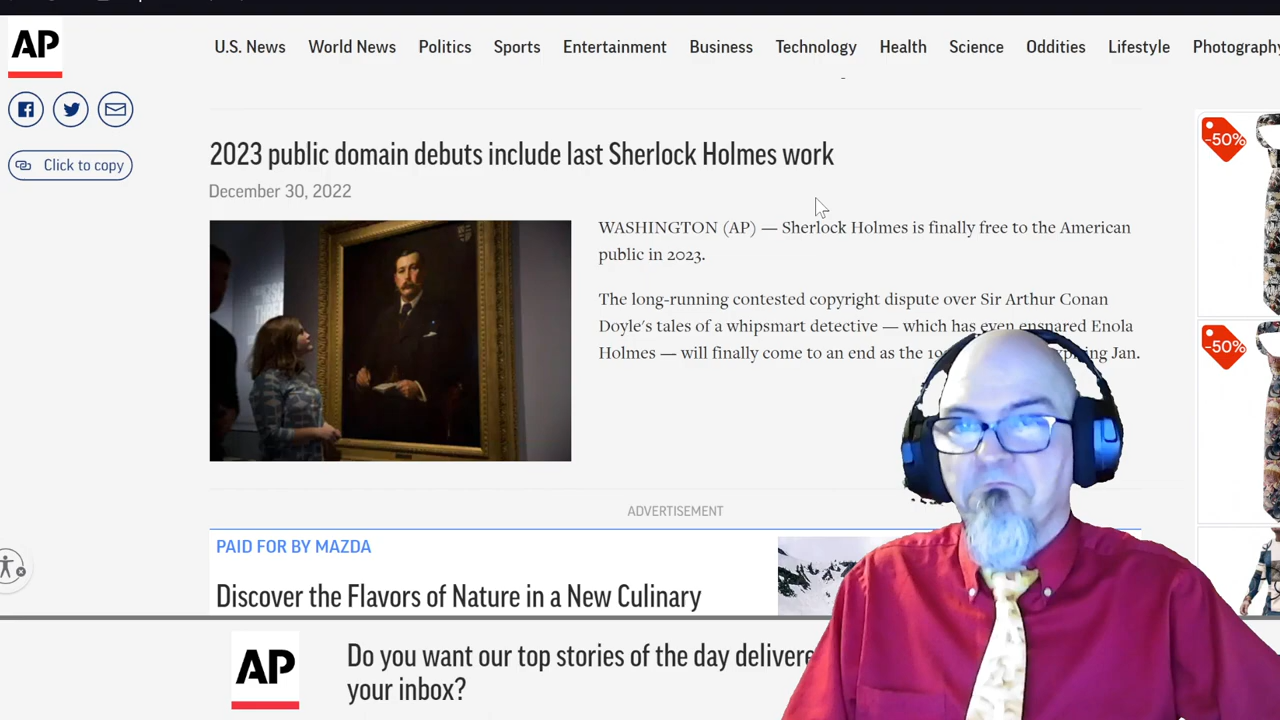 AP
U.S. News World News Politics Sports Entertainment Business Technology Health Science Oddities Lifestyle Photography
Click to copy
2023 public domain debuts include last Sherlock Holmes work
December 30, 2022
WASHINGTON (AP) — Sherlock Holmes is finally free to the American
public in 2023.
The long-running contested copyright dispute over Sir Arthur Conan
Doyle's tales of a whipsmart detective — which has even ensnared Enola
Holmes — will finally come to an end as the Jan.
-50%
-50%
ADVERTISEMENT
PAID FOR BY MAZDA
Discover the Flavors of Nature in a New Culinary
AP
Do you want our top stories of the day
your inbox?